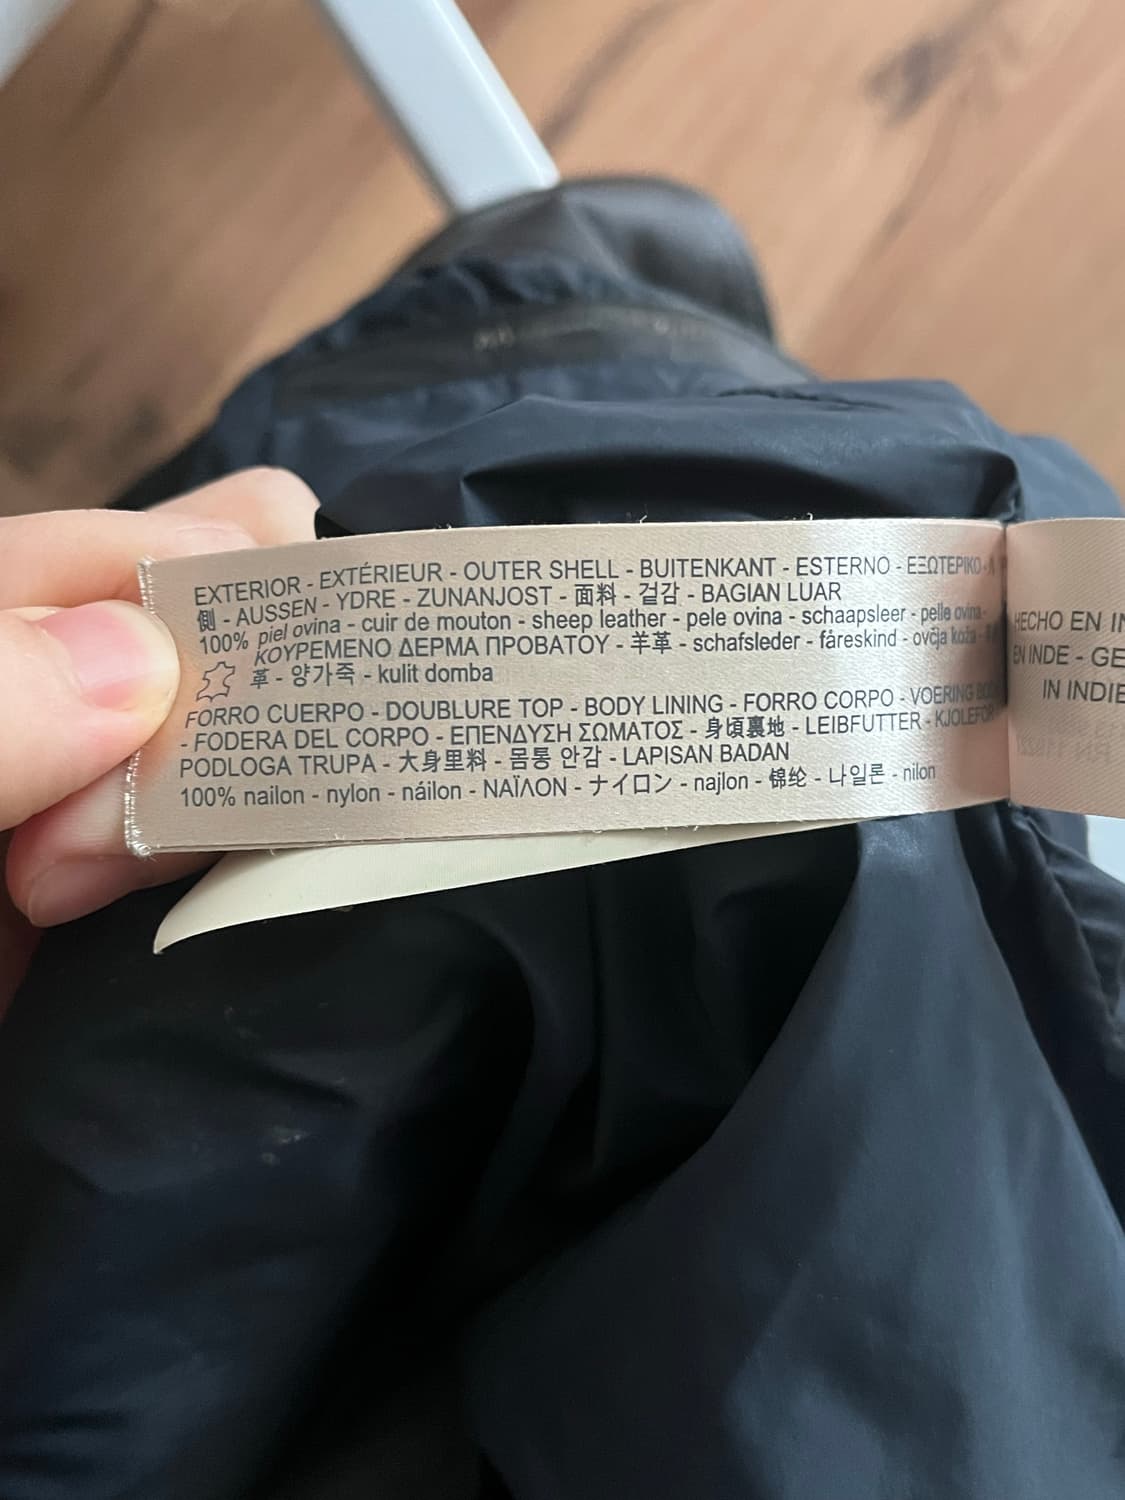 EXTERIOR - EXTÉRIEUR - OUTER SHELL - BUITENKANT - ESTERNO - ΕΞΩΤΕΡΙΚΟ -
側 - AUSSEN - YDRE - ZUNANJOST - 面料 - 겉감 - BAGIAN LUAR
100% piel ovina - cuir de mouton - sheep leather - pele ovina - schaapsleer - pelle ovina -
ΚΟΥΡΕΜΕΝΟ ΔΕΡΜΑ ΠΡΟΒΑΤΟΥ - 羊革 - schafsleder - fåreskind - ovčja koža -
革 - 양가죽 - kulit domba
FORRO CUERPO - DOUBLURE TOP - BODY LINING - FORRO CORPO - VOERING
- FODERA DEL CORPO - ΕΠΕΝΔΥΣΗ ΣΩΜΑΤΟΣ - 身頃裏地 - LEIBFUTTER - KJOLEFOR
PODLOGA TRUPA - 大身里料 - 몸통 안감 - LAPISAN BADAN
100% nailon - nylon - náilon - ΝΑΪΛΟΝ - ナイロン - najlon - 锦纶 - 나일론 - nilon
HECHO EN IN
EN INDE - GE
IN INDIE